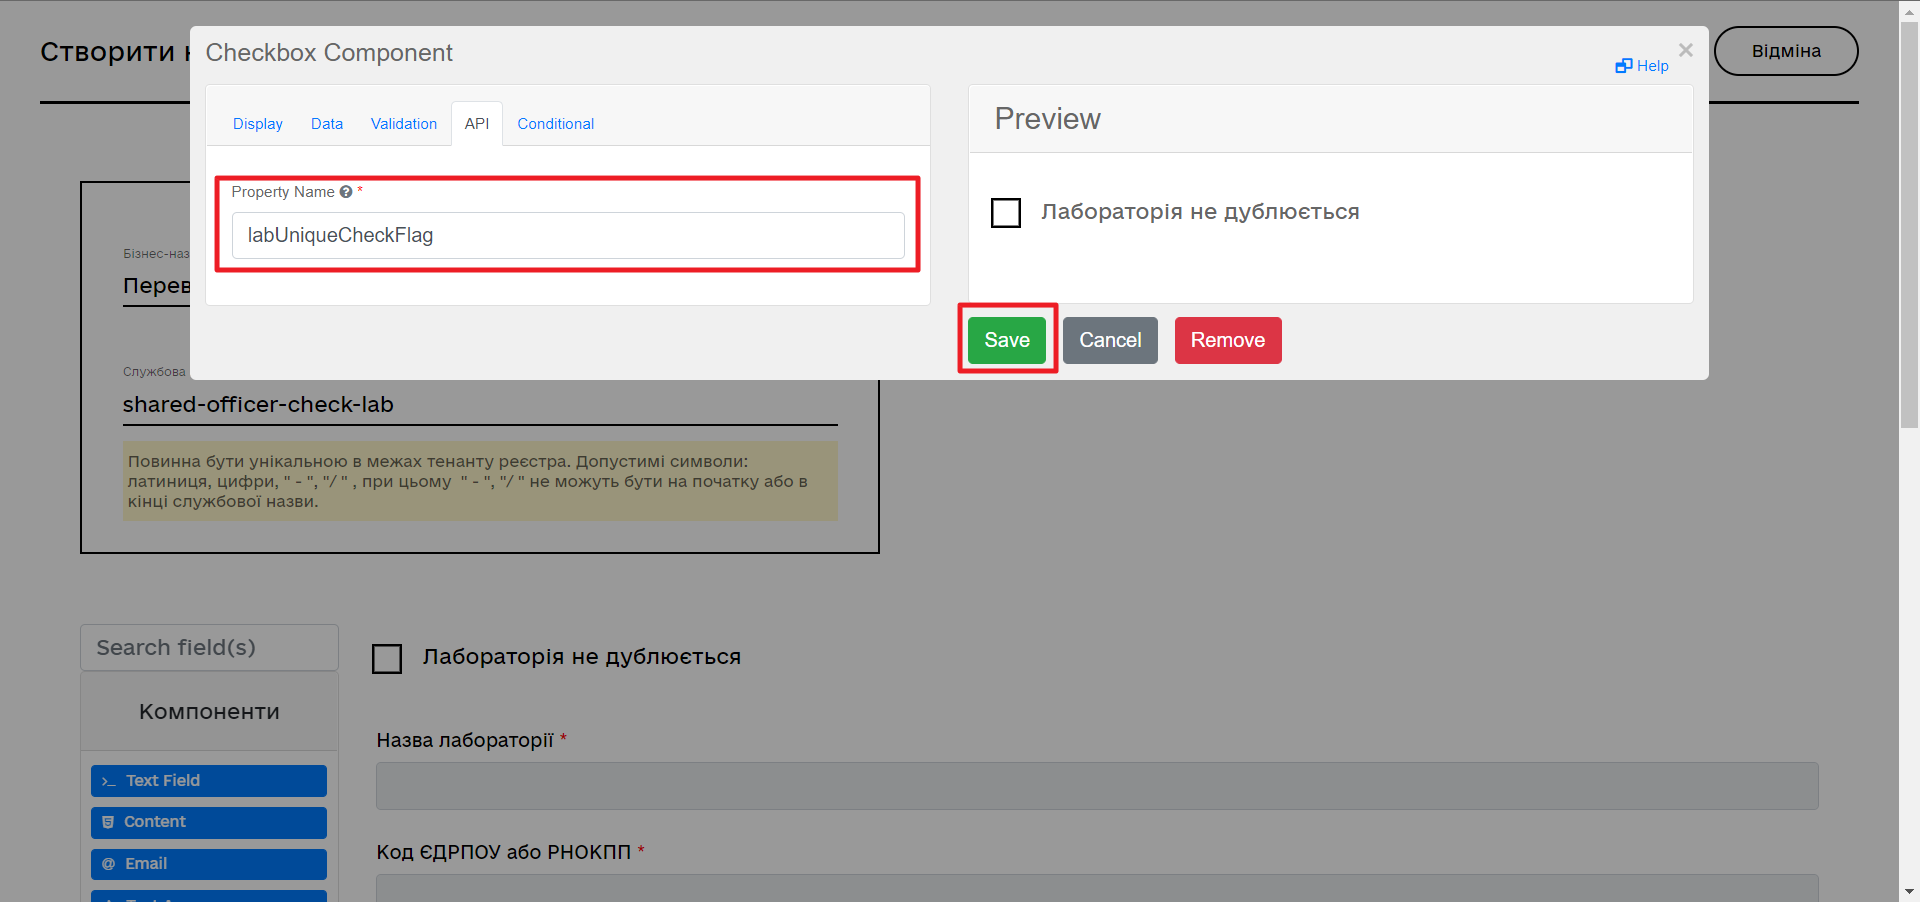 Створити
Відміна
Checkbox Component
Help
Display Data Validation API Conditional
Property Name *
labUniqueCheckFlag
Preview
Лабораторія не дублюється
Save Cancel Remove
Бізнес-наз
Перев
Службова
shared-officer-check-lab
Повинна бути унікальною в межах тенанту реєстра. Допустимі символи:
латиниця, цифри, " - ", "/ " , при цьому " - ", "/ " не можуть бути на початку або в
кінці службової назви.
Search field(s)
Компоненти
Text Field
Content
Email
Лабораторія не дублюється
Назва лабораторії *
Код ЄДРПОУ або РНОКПП *